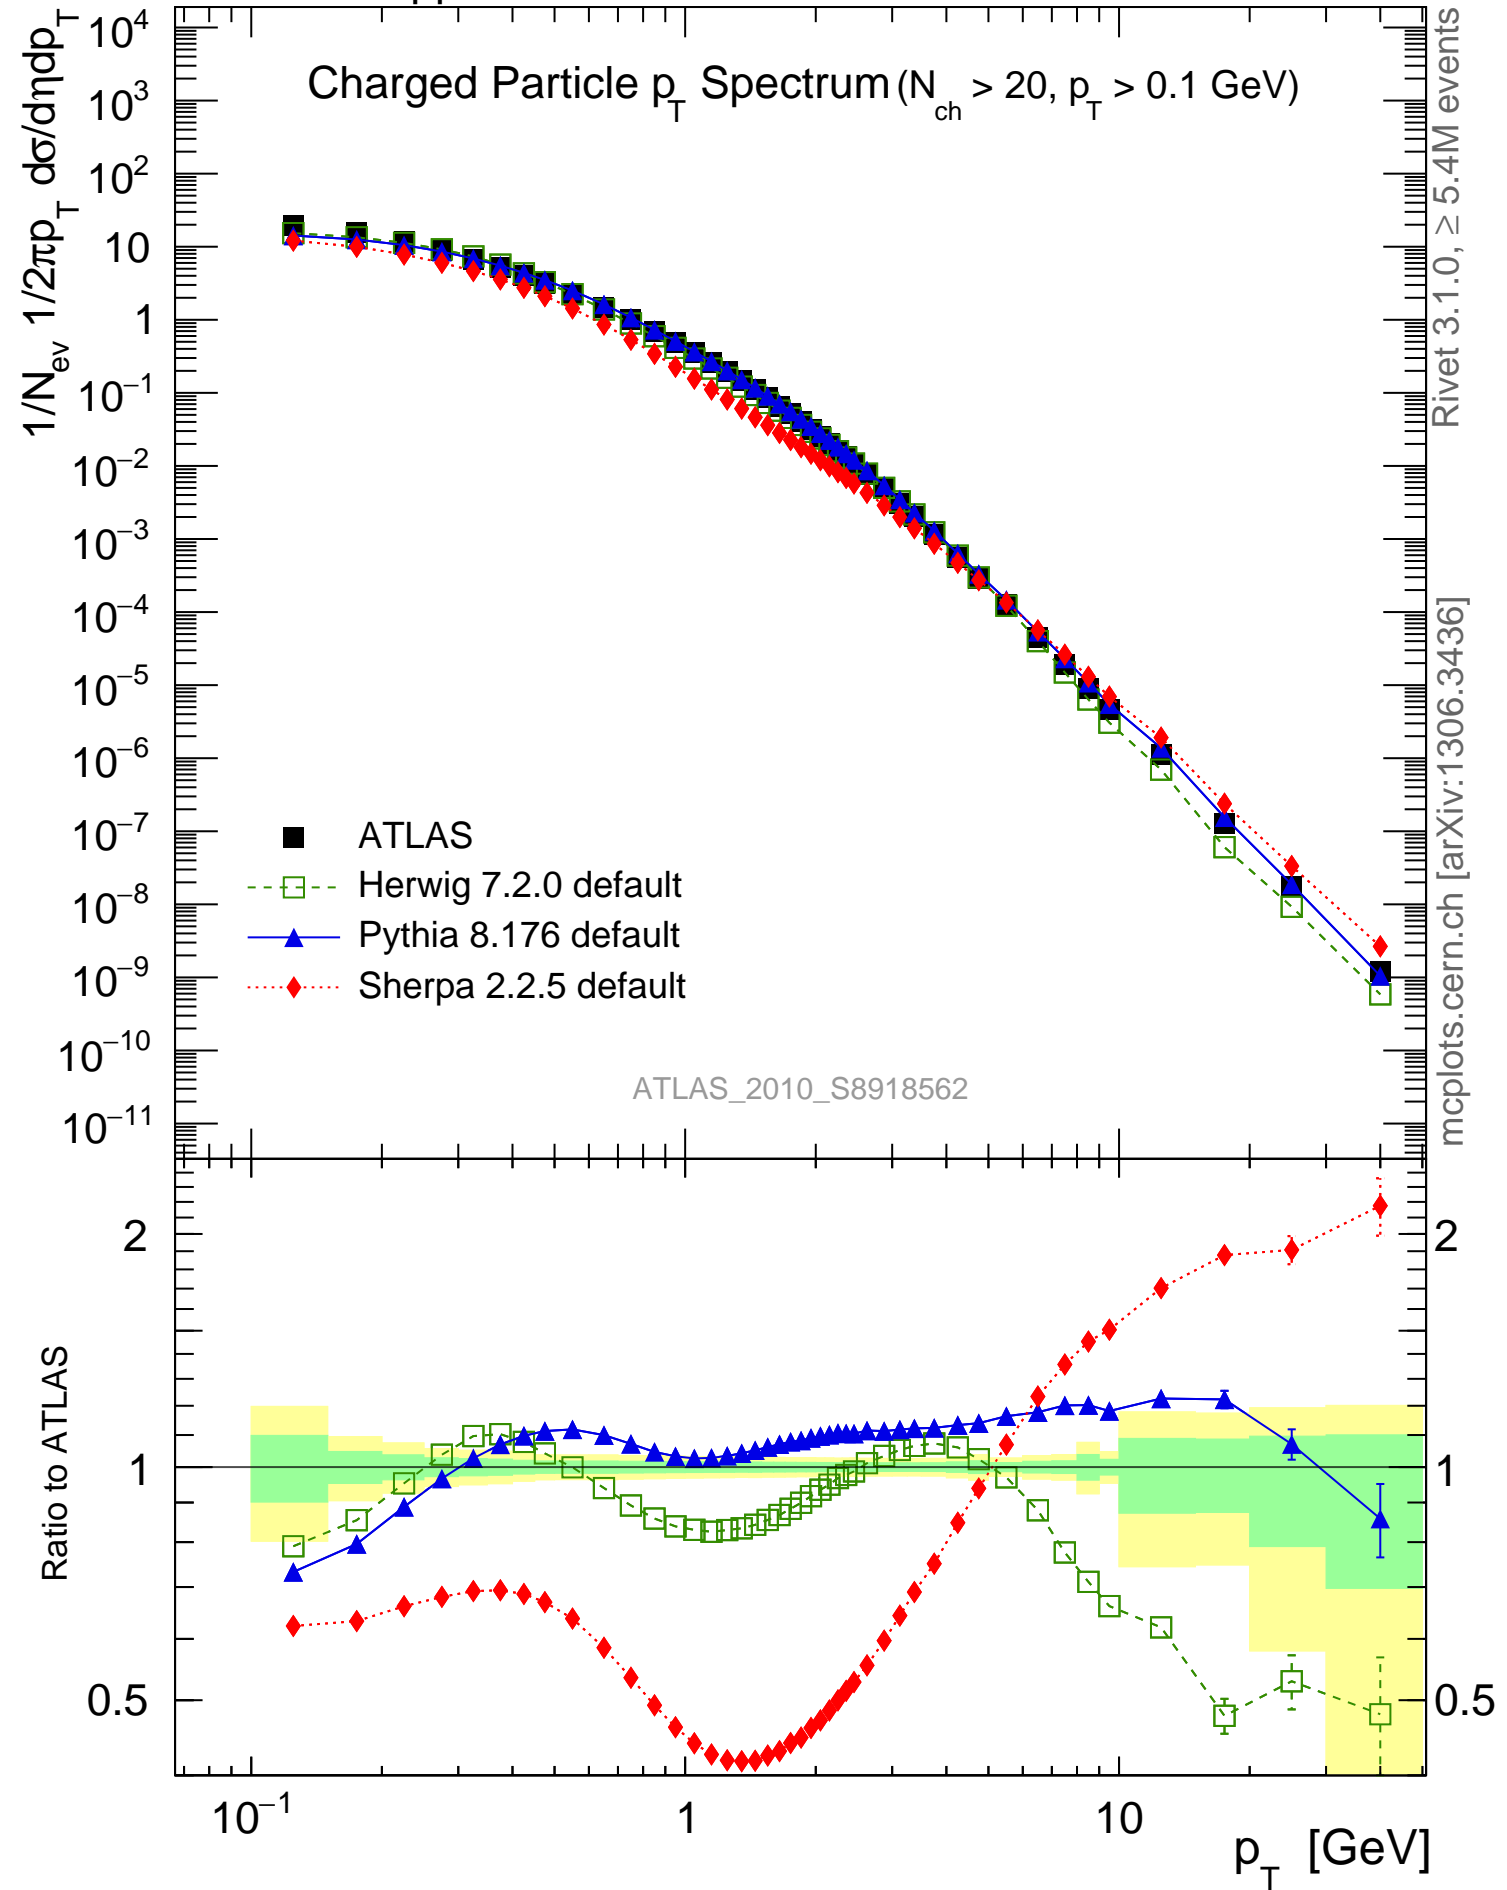 pp
Charged Particle p_T Spectrum (N_ch > 20, p_T > 0.1 GeV)
1/N_ev 1/2πp_T dσ/dηdp_T
10^4
10^3
10^2
10
1
10^−1
10^−2
10^−3
10^−4
10^−5
10^−6
10^−7
10^−8
10^−9
10^−10
10^−11
ATLAS
Herwig 7.2.0 default
Pythia 8.176 default
Sherpa 2.2.5 default
ATLAS_2010_S8918562
Rivet 3.1.0, ≥ 5.4M events
mcplots.cern.ch [arXiv:1306.3436]
Ratio to ATLAS
2
1
0.5
2
1
0.5
10^−1
1
10
p_T [GeV]